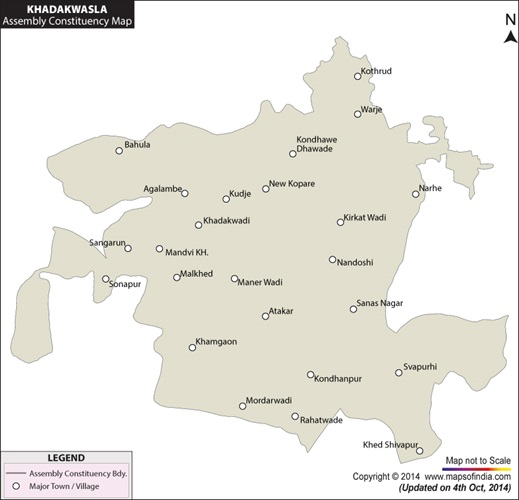 KHADAKWASLA
Assembly Constituency Map
N
Kothrud
Warje
Bahula
Kondhawe
Dhawade
Agalambe
Kudje
New Kopare
Narhe
Khadakwadi
Kirkat Wadi
Sangarun
Mandvi KH.
Nandoshi
Sonapur
Malkhed
Maner Wadi
Atakar
Sanas Nagar
Khamgaon
Kondhanpur
Svapurhi
Mordarwadi
Rahatwade
Khed Shivapur
LEGEND
Assembly Constituency Bdy.
Major Town / Village
Map not to Scale
Copyright © 2014 www.mapsofindia.com
(Updated on 4th Oct, 2014)